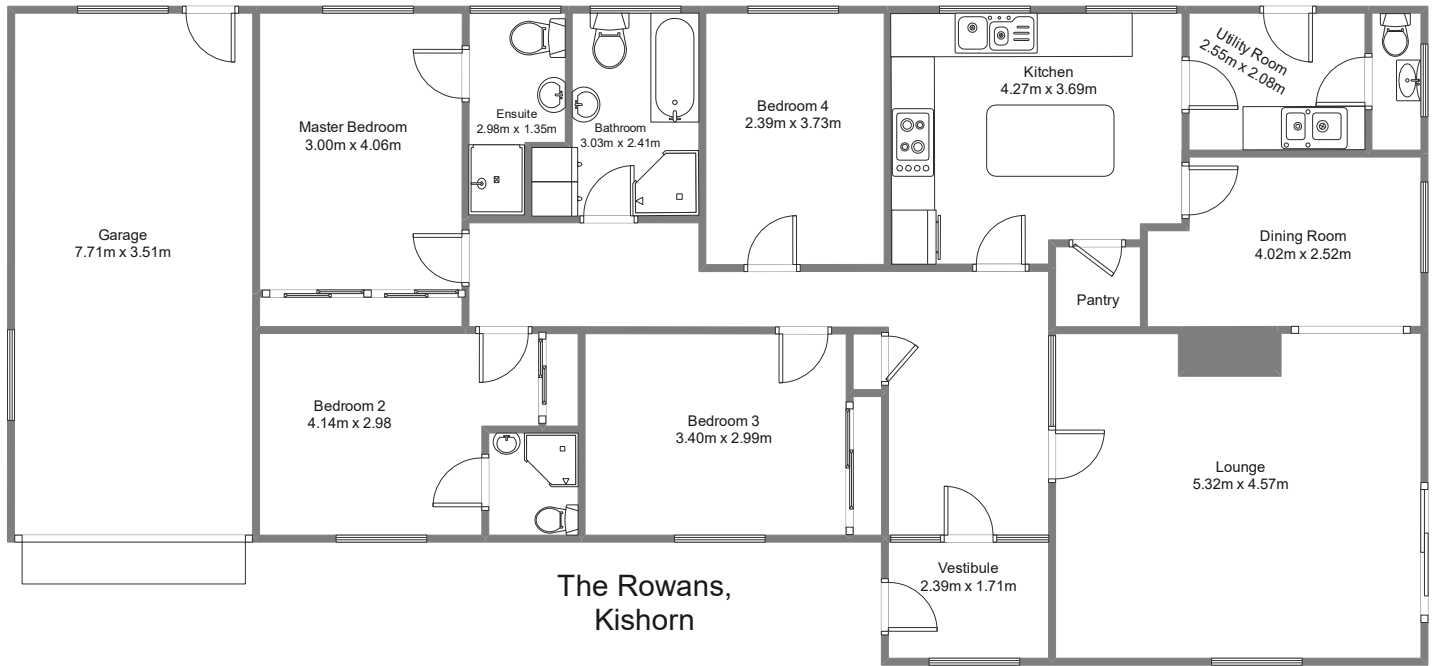 Garage
7.71m x 3.51m
Master Bedroom
3.00m x 4.06m
Ensuite
2.98m x 1.35m
Bathroom
3.03m x 2.41m
Bedroom 4
2.39m x 3.73m
Kitchen
4.27m x 3.69m
Utility Room
2.55m x 2.08m
Dining Room
4.02m x 2.52m
Pantry
Bedroom 2
4.14m x 2.98
Bedroom 3
3.40m x 2.99m
Lounge
5.32m x 4.57m
Vestibule
2.39m x 1.71m
The Rowans,
Kishorn